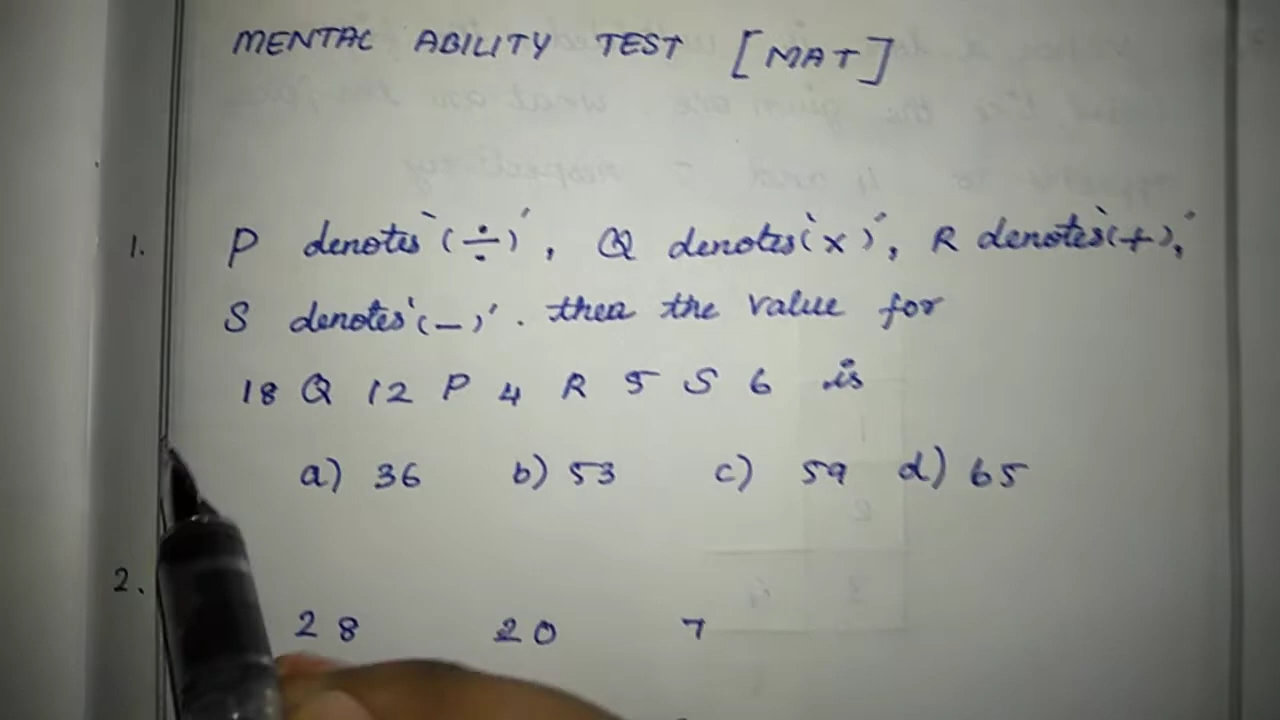 MENTAL ABILITY TEST [MAT]
1. P denotes '(÷)', Q denotes '(x)', R denotes '(+)',
S denotes '(-)'. then the value for
18 Q 12 P 4 R 5 S 6 is
a) 36 b) 53 c) 59 d) 65
2.
28 20 7